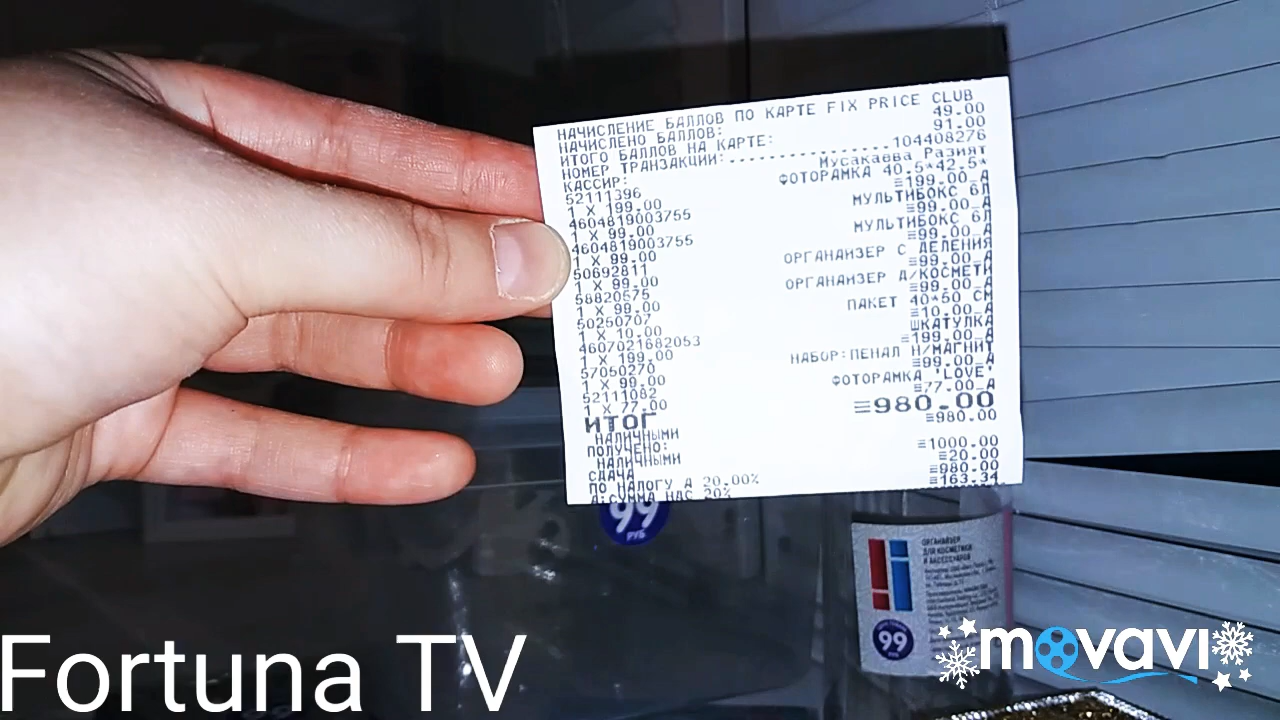 НАЧИСЛЕНИЕ БАЛЛОВ ПО КАРТЕ FIX PRICE CLUB
НАЧИСЛЕНО БАЛЛОВ: 49.00
ИТОГО БАЛЛОВ НА КАРТЕ: 91.00
НОМЕР ТРАНЗАКЦИИ:................104408276
КАССИР: Мусакаева Разият
52111396 ФОТОРАМКА 40.5*42.5*
1 X 199.00 ≡199.00_А
4604819003755 МУЛЬТИБОКС 6Л
1 X 99.00 ≡99.00_А
4604819003755 МУЛЬТИБОКС 6Л
1 X 99.00 ≡99.00_А
50692811 ОРГАНАЙЗЕР С ДЕЛЕНИЯ
1 X 99.00 ≡99.00_А
58820575 ОРГАНАЙЗЕР Д/КОСМЕТИ
1 X 99.00 ≡99.00_А
50250707 ПАКЕТ 40*50 СМ
1 X 10.00 ≡10.00_А
4607021682053 ШКАТУЛКА
1 X 199.00 ≡199.00_А
57050270 НАБОР:ПЕНАЛ Н/МАГНИТ
1 X 99.00 ≡99.00_А
52111082 ФОТОРАМКА 'LOVE'
1 X 77.00 ≡77.00_А
ИТОГ ≡980.00
НАЛИЧНЫМИ ≡980.00
ПОЛУЧЕНО:
НАЛИЧНЫМИ ≡1000.00
СДАЧА ≡20.00
ПО НАЛОГУ А 20.00% ≡980.00
А:СУММА НДС 20% ≡163.34
99
РУБ
ОРГАНАЙЗЕР
ДЛЯ КОСМЕТИКИ
И АКСЕССУАРОВ
99
Fortuna TV
movavi